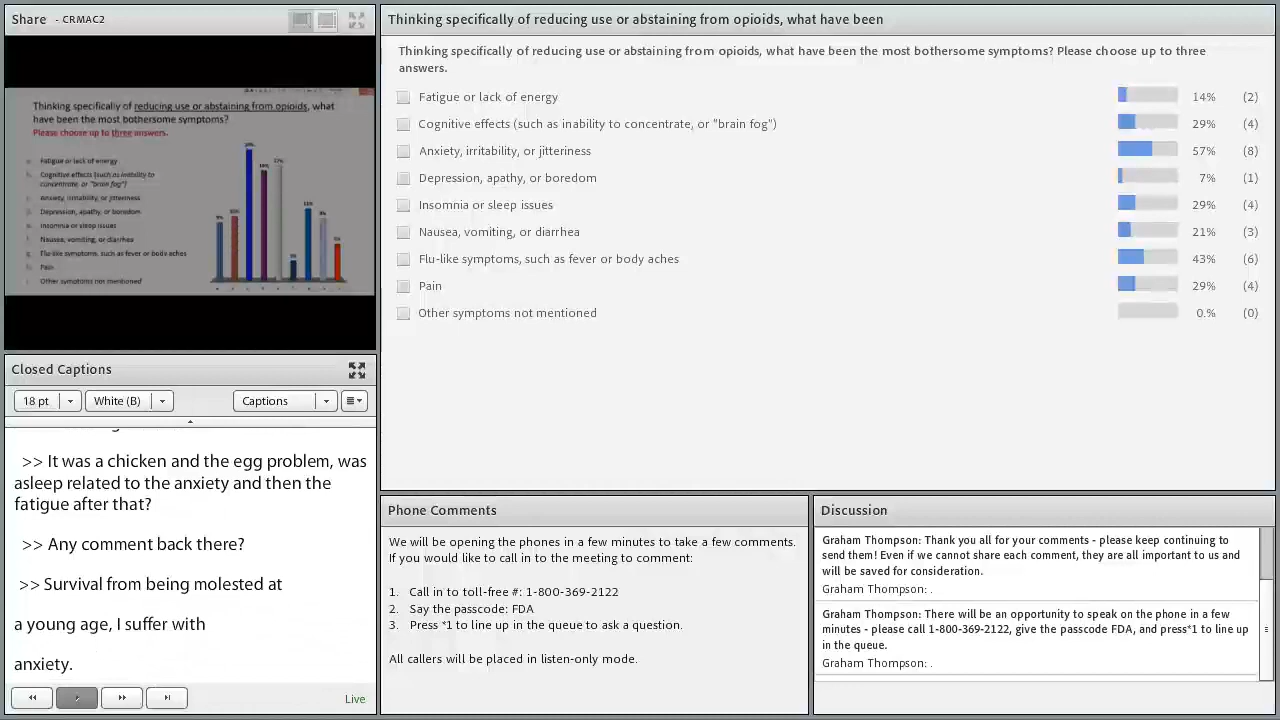 Share - CRMAC2
Thinking specifically of reducing use or abstaining from opioids, what
have been the most bothersome symptoms?
Please choose up to three answers.
Fatigue or lack of energy
Cognitive effects (such as inability to
concentrate, or "brain fog")
Anxiety, irritability, or jitteriness
Depression, apathy, or boredom
Insomnia or sleep issues
Nausea, vomiting, or diarrhea
Flu-like symptoms, such as fever or body aches
Pain
Other symptoms not mentioned
Closed Captions
18 pt White (B) Captions
>> It was a chicken and the egg problem, was
asleep related to the anxiety and then the
fatigue after that?
>> Any comment back there?
>> Survival from being molested at
a young age, I suffer with
anxiety.
Live
Thinking specifically of reducing use or abstaining from opioids, what have been
Thinking specifically of reducing use or abstaining from opioids, what have been the most bothersome symptoms? Please choose up to three
answers.
Fatigue or lack of energy 14% (2)
Cognitive effects (such as inability to concentrate, or "brain fog") 29% (4)
Anxiety, irritability, or jitteriness 57% (8)
Depression, apathy, or boredom 7% (1)
Insomnia or sleep issues 29% (4)
Nausea, vomiting, or diarrhea 21% (3)
Flu-like symptoms, such as fever or body aches 43% (6)
Pain 29% (4)
Other symptoms not mentioned 0.% (0)
Phone Comments
We will be opening the phones in a few minutes to take a few comments.
If you would like to call in to the meeting to comment:
1. Call in to toll-free #: 1-800-369-2122
2. Say the passcode: FDA
3. Press *1 to line up in the queue to ask a question.
All callers will be placed in listen-only mode.
Discussion
Graham Thompson: Thank you all for your comments - please keep continuing to
send them! Even if we cannot share each comment, they are all important to us and
will be saved for consideration.
Graham Thompson: .
Graham Thompson: There will be an opportunity to speak on the phone in a few
minutes - please call 1-800-369-2122, give the passcode FDA, and press*1 to line up
in the queue.
Graham Thompson: .